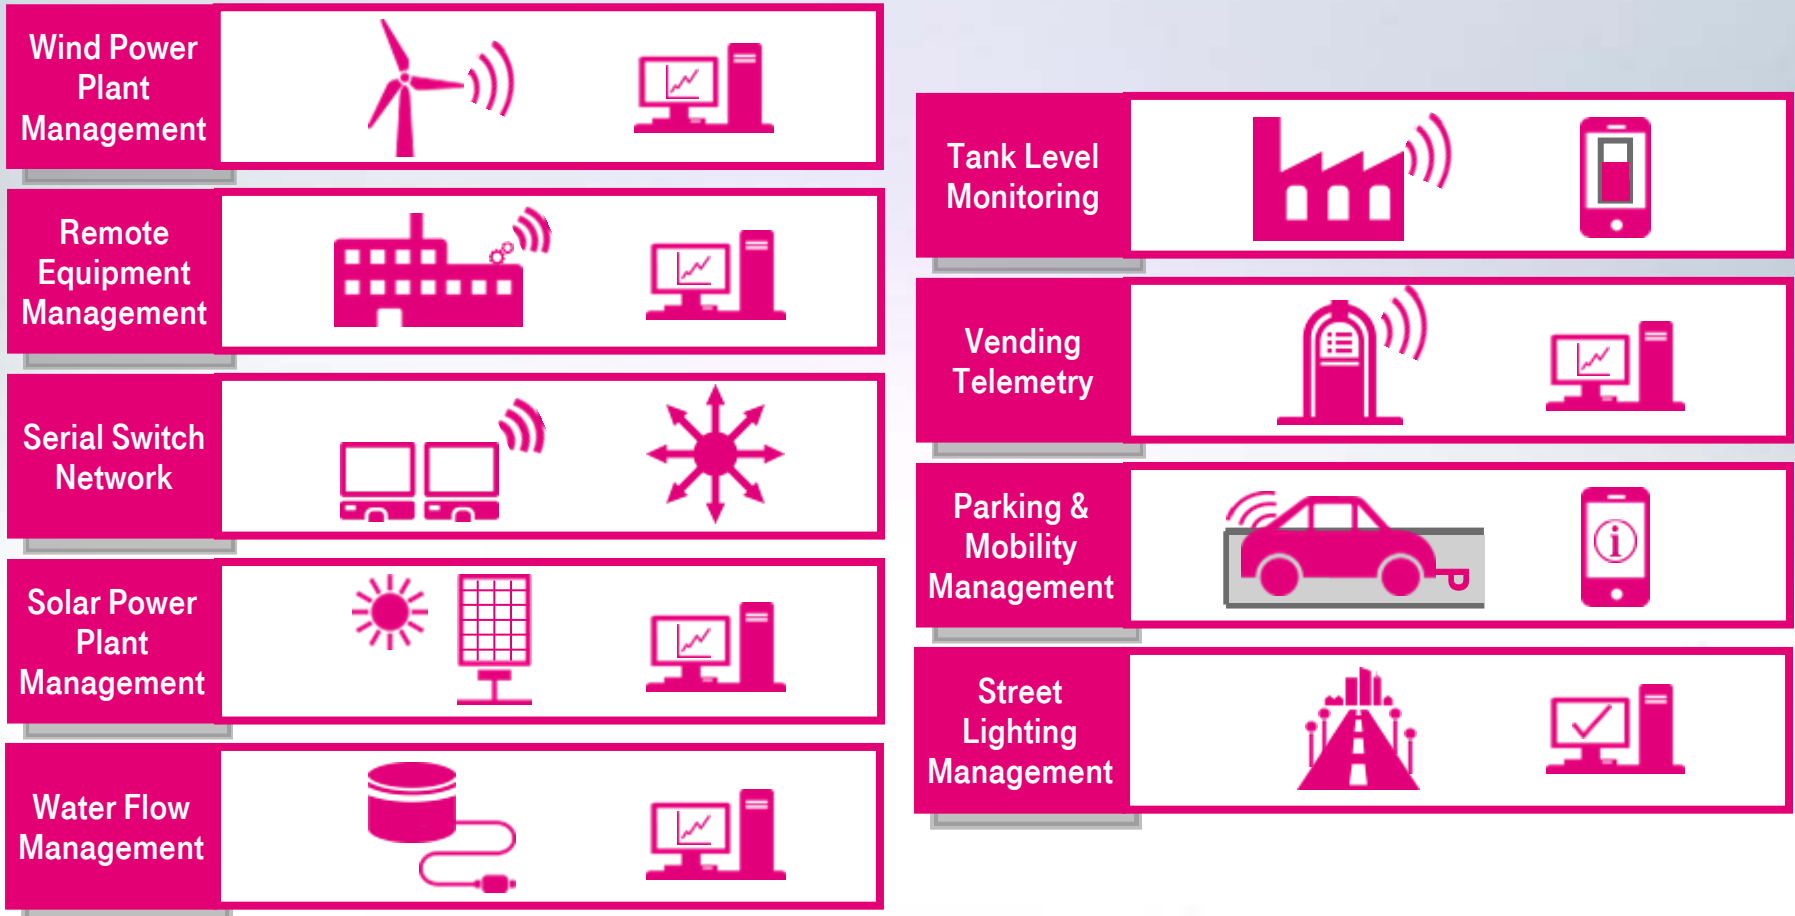 Wind Power
Plant
Management
Remote
Equipment
Management
Serial Switch
Network
Solar Power
Plant
Management
Water Flow
Management
Tank Level
Monitoring
Vending
Telemetry
Parking &
Mobility
Management
i
P
Street
Lighting
Management